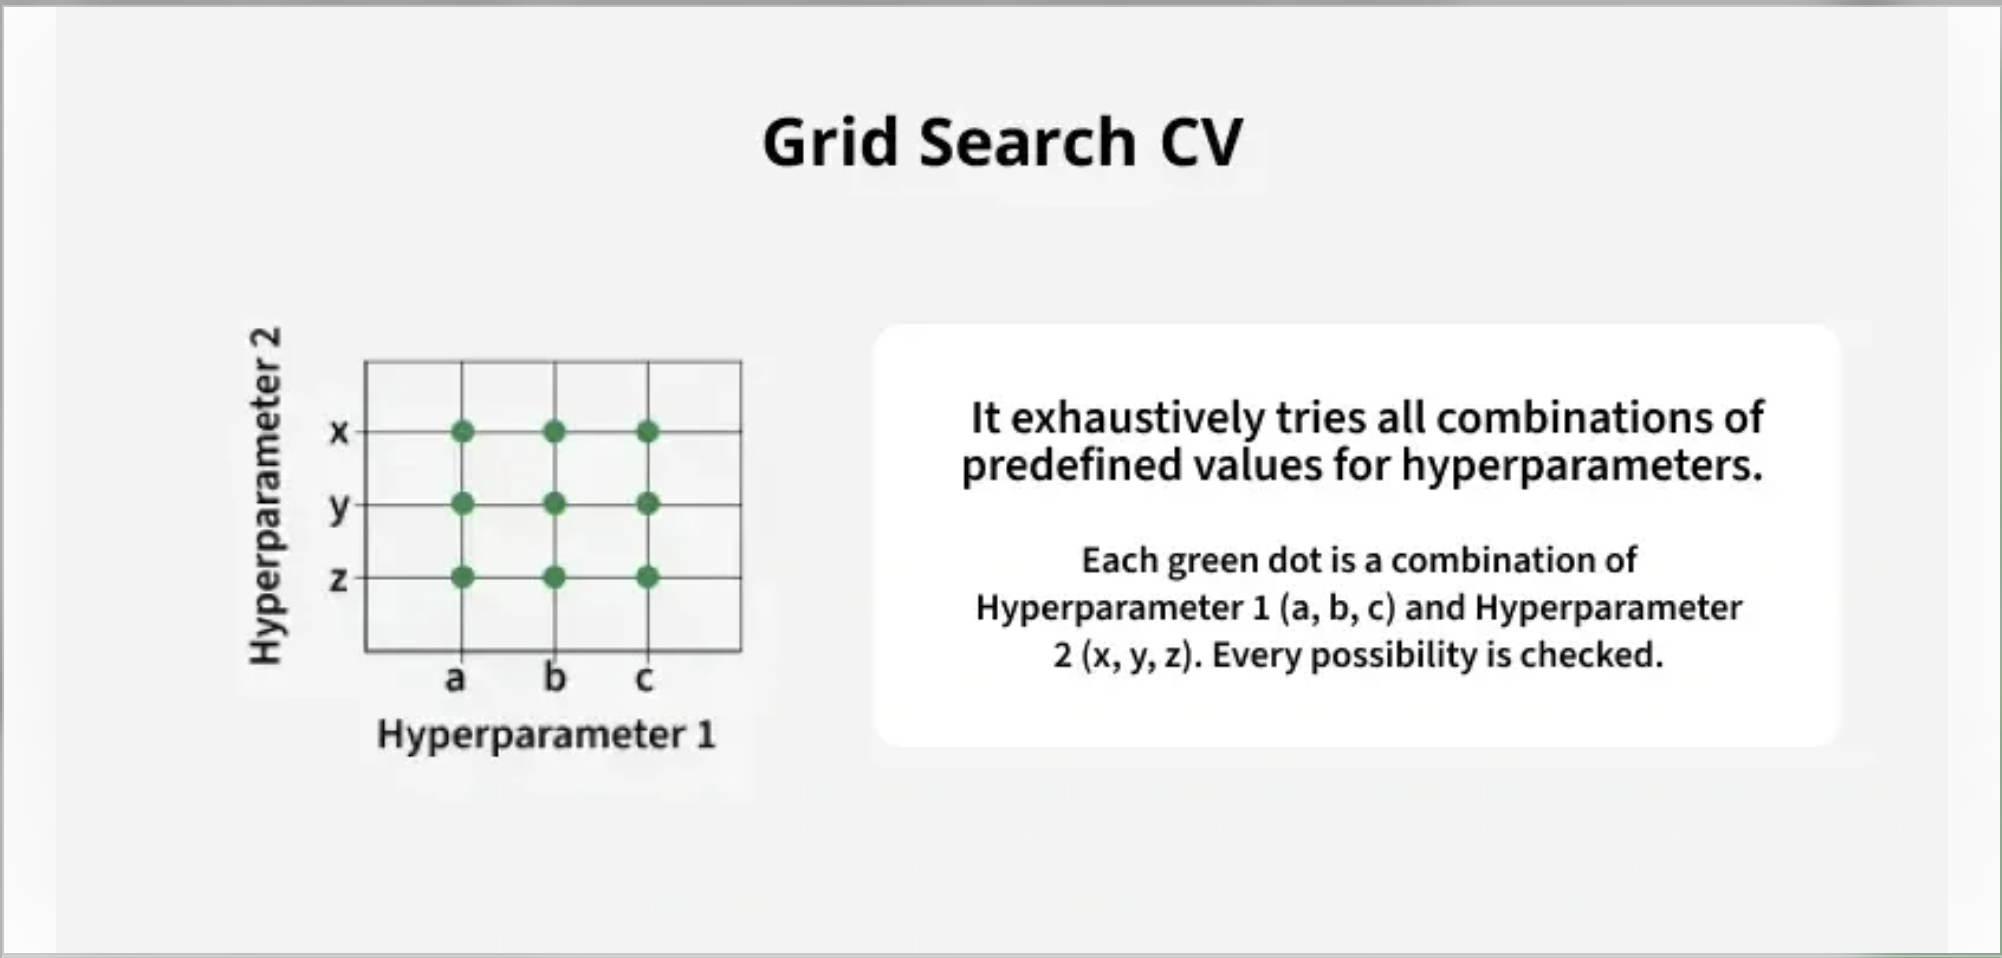 Grid Search CV
Hyperparameter 2
x
y
z
a b c
Hyperparameter 1
It exhaustively tries all combinations of
predefined values for hyperparameters.
Each green dot is a combination of
Hyperparameter 1 (a, b, c) and Hyperparameter
2 (x, y, z). Every possibility is checked.